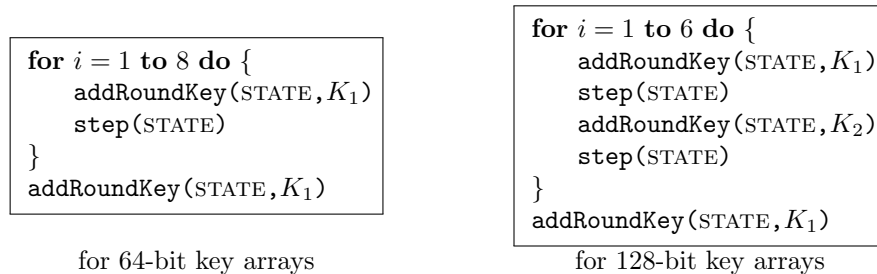 for i = 1 to 8 do {
addRoundKey(STATE,K₁)
step(STATE)
}
addRoundKey(STATE,K₁)
for 64-bit key arrays
for i = 1 to 6 do {
addRoundKey(STATE,K₁)
step(STATE)
addRoundKey(STATE,K₂)
step(STATE)
}
addRoundKey(STATE,K₁)
for 128-bit key arrays